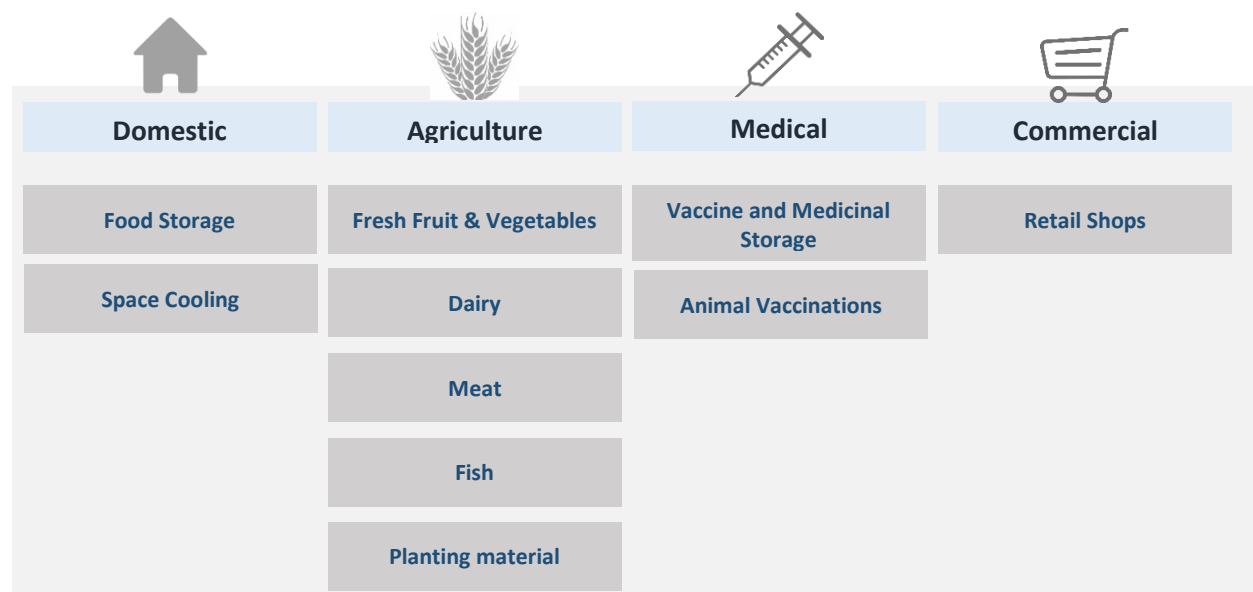 Domestic
Agriculture
Medical
Commercial
Food Storage
Fresh Fruit & Vegetables
Vaccine and Medicinal
Storage
Retail Shops
Space Cooling
Dairy
Animal Vaccinations
Meat
Fish
Planting material